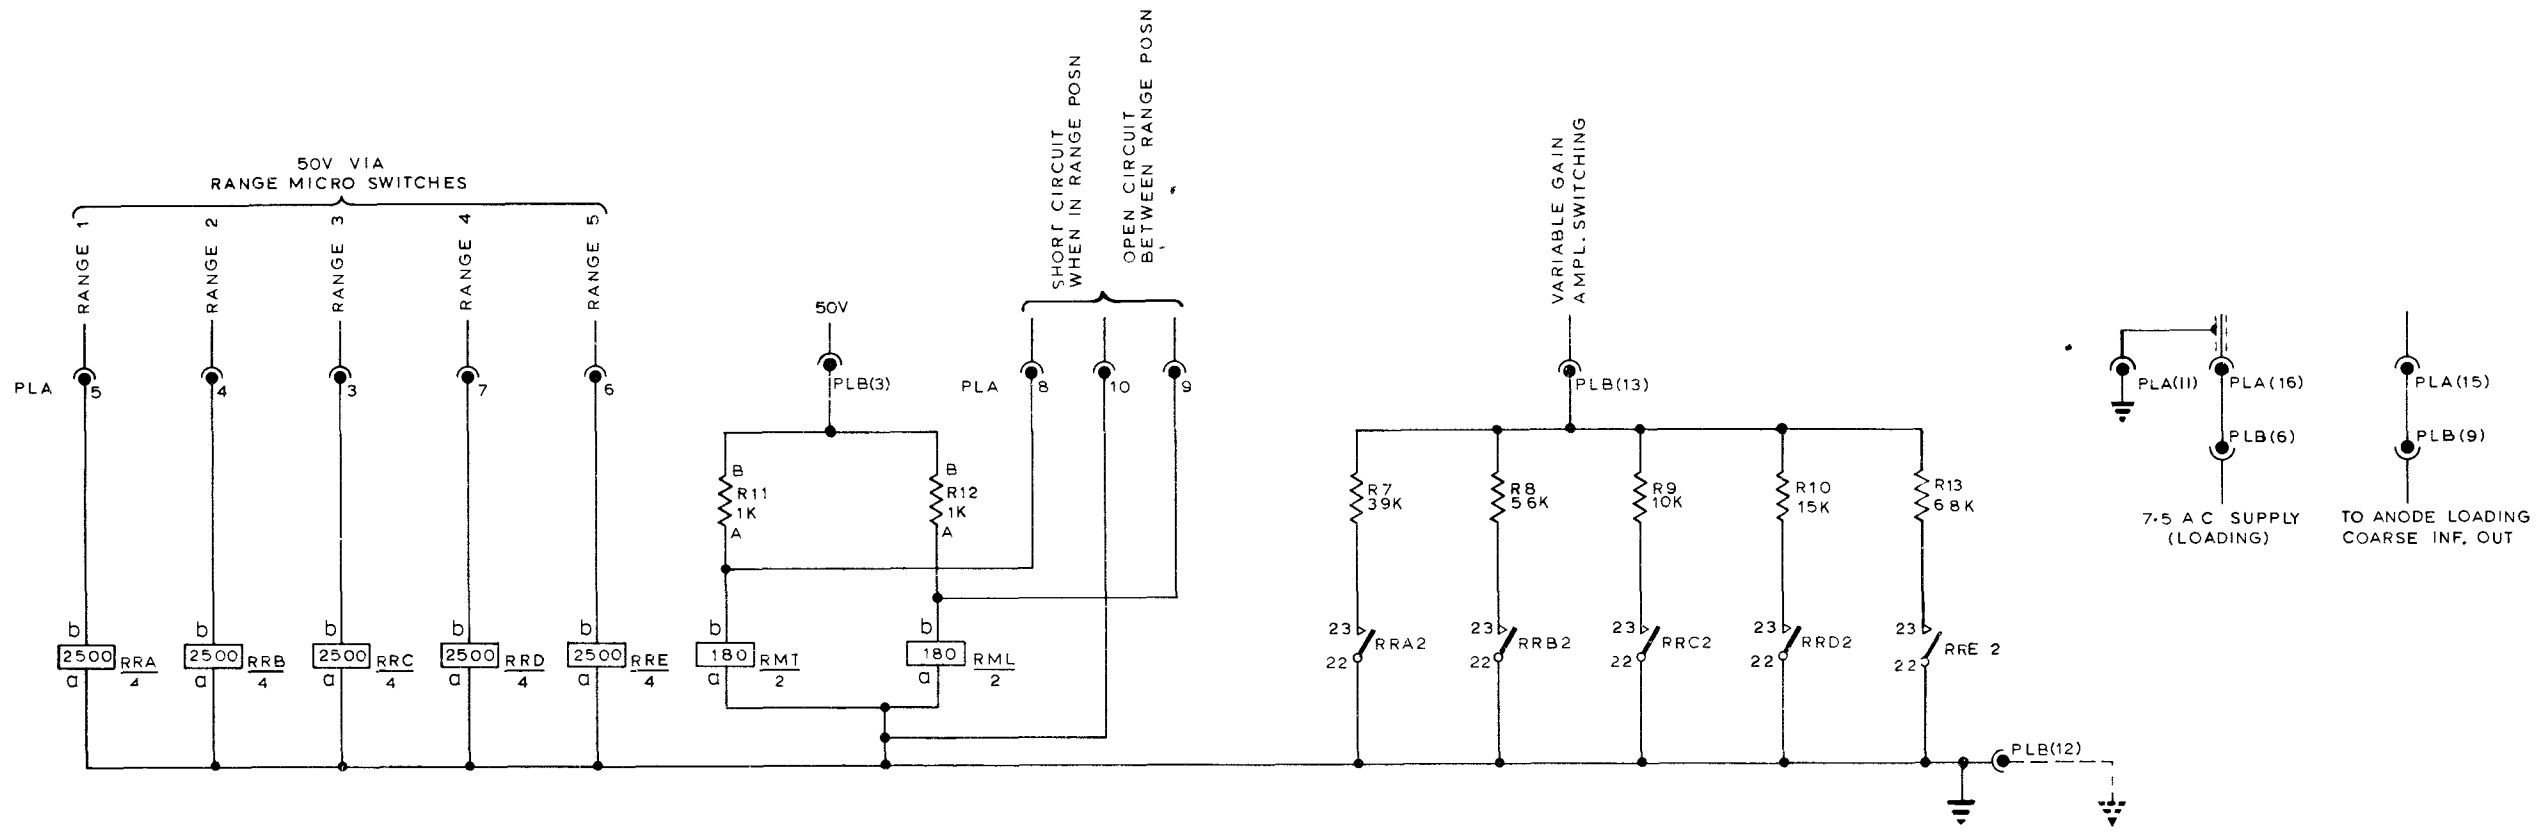 50V VIA
RANGE MICRO SWITCHES
RANGE 1
RANGE 2
RANGE 3
RANGE 4
RANGE 5
PLA
5
4
3
7
6
b
2500
RRA
4
a
b
2500
RRB
4
a
b
2500
RRC
4
a
b
2500
RRD
4
a
b
2500
RRE
4
a
50V
PLB(3)
B
R11
1K
A
B
R12
1K
A
b
180
RMT
2
a
b
180
RML
2
a
SHORT CIRCUIT
WHEN IN RANGE POSN
OPEN CIRCUIT
BETWEEN RANGE POSN
PLA
8
10
9
VARIABLE GAIN
AMPL. SWITCHING
PLB(13)
R7
39K
R8
56K
R9
10K
R10
15K
R13
68K
23
RRA2
22
23
RRB2
22
23
RRC2
22
23
RRD2
22
23
RRE 2
22
PLB(12)
PLA(11)
PLA(16)
PLB(6)
7·5 A C SUPPLY
(LOADING)
PLA(15)
PLB(9)
TO ANODE LOADING
COARSE INF. OUT